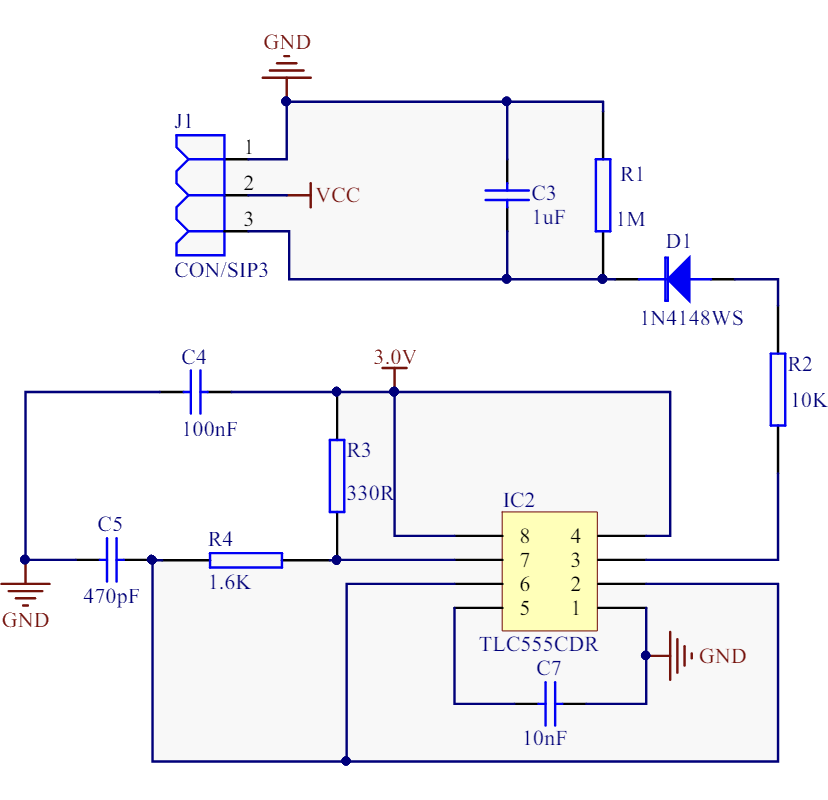 GND
J1
1
2
VCC
3
CON/SIP3
C3
1uF
R1
1M
D1
1N4148WS
R2
10K
C4
100nF
3.0V
R3
330R
C5
470pF
R4
1.6K
GND
IC2
8 4
7 3
6 2
5 1
TLC555CDR
C7
10nF
GND